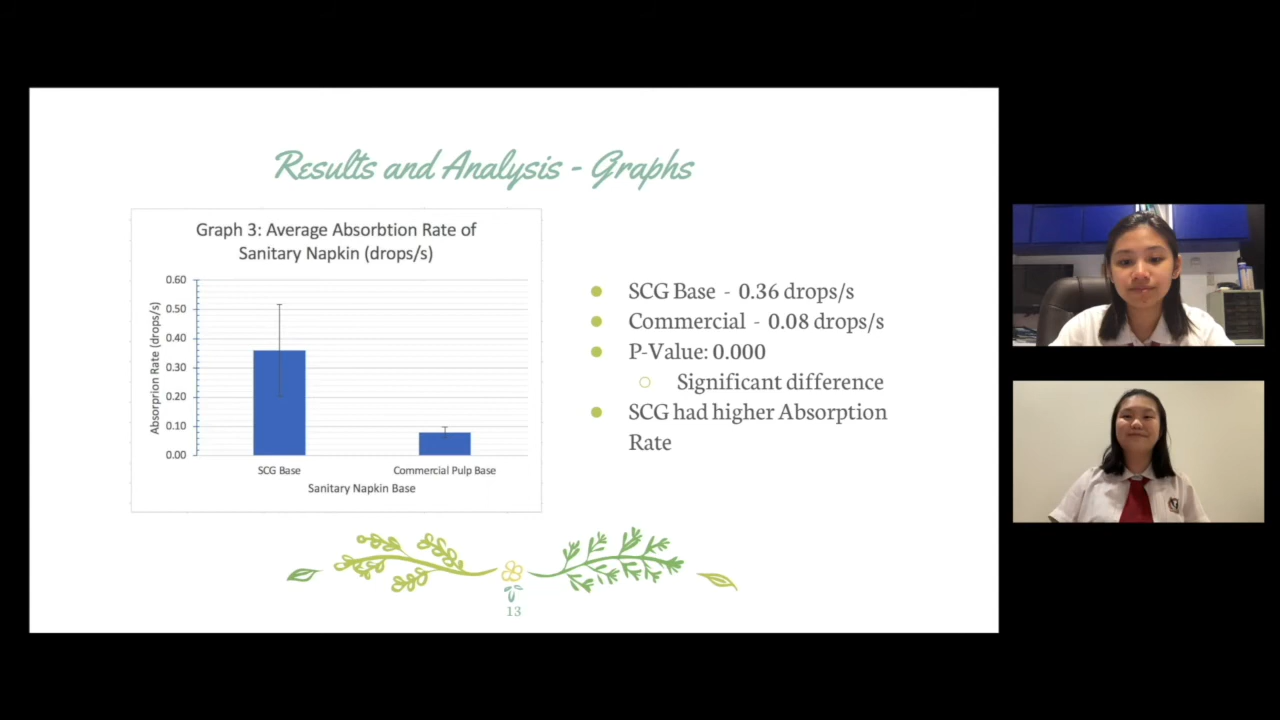 Results and Analysis - Graphs
Graph 3: Average Absorbtion Rate of
Sanitary Napkin (drops/s)
0.60
0.50
0.40
0.30
0.20
0.10
0.00
Absorprion Rate (drops/s)
SCG Base
Commercial Pulp Base
Sanitary Napkin Base
SCG Base - 0.36 drops/s
Commercial - 0.08 drops/s
P-Value: 0.000
Significant difference
SCG had higher Absorption
Rate
13